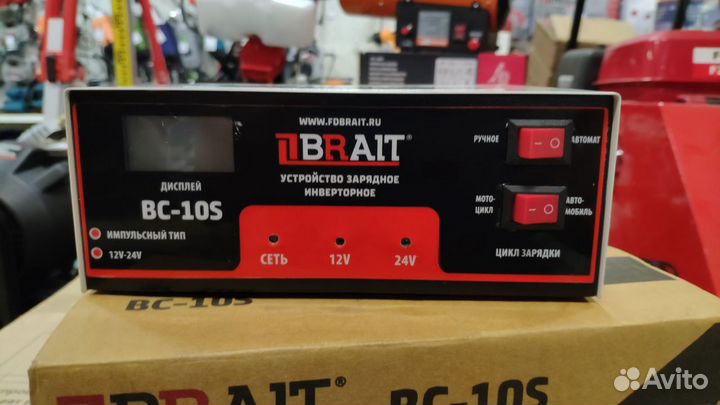 WWW.FDBRAIT.RU
BRAIT®
УСТРОЙСТВО ЗАРЯДНОЕ
ИНВЕРТОРНОЕ
ДИСПЛЕЙ
BC-10S
ИМПУЛЬСНЫЙ ТИП
12V-24V
СЕТЬ
12V
24V
РУЧНОЕ
АВТОМАТ
МОТО-
ЦИКЛ
АВТО-
МОБИЛЬ
ЦИКЛ ЗАРЯДКИ
BC-10S
BRAIT®
BC-10S
Avito